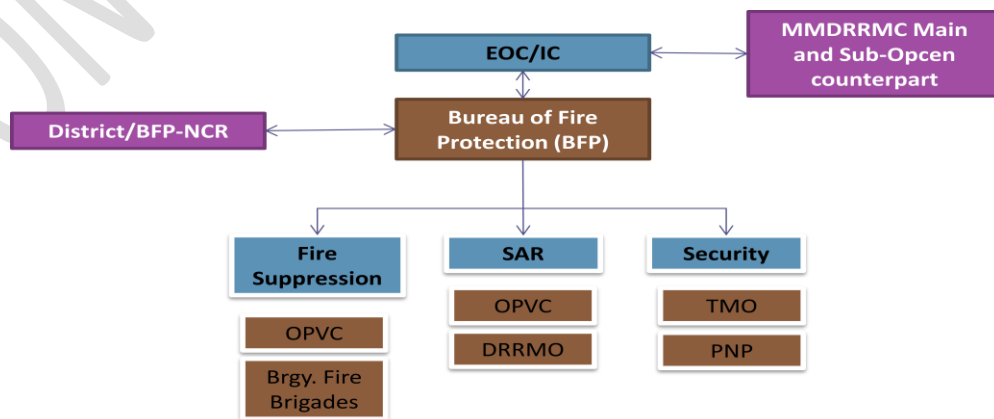 MMDRRMC Main
and Sub-Opcen
counterpart
EOC/IC
District/BFP-NCR
Bureau of Fire
Protection (BFP)
Fire
Suppression
SAR
Security
OPVC
Brgy. Fire
Brigades
OPVC
DRRMO
TMO
PNP